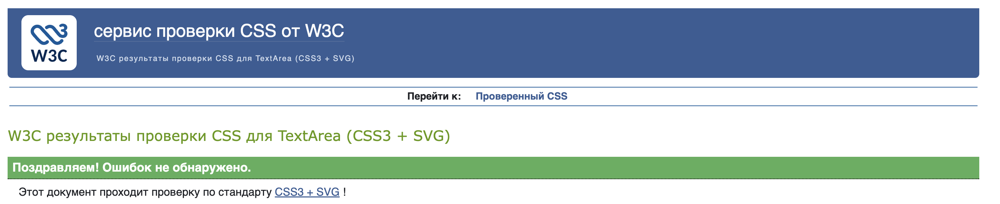 W3C
сервис проверки CSS от W3C
W3C результаты проверки CSS для TextArea (CSS3 + SVG)
Перейти к: Проверенный CSS
W3C результаты проверки CSS для TextArea (CSS3 + SVG)
Поздравляем! Ошибок не обнаружено.
Этот документ проходит проверку по стандарту CSS3 + SVG !